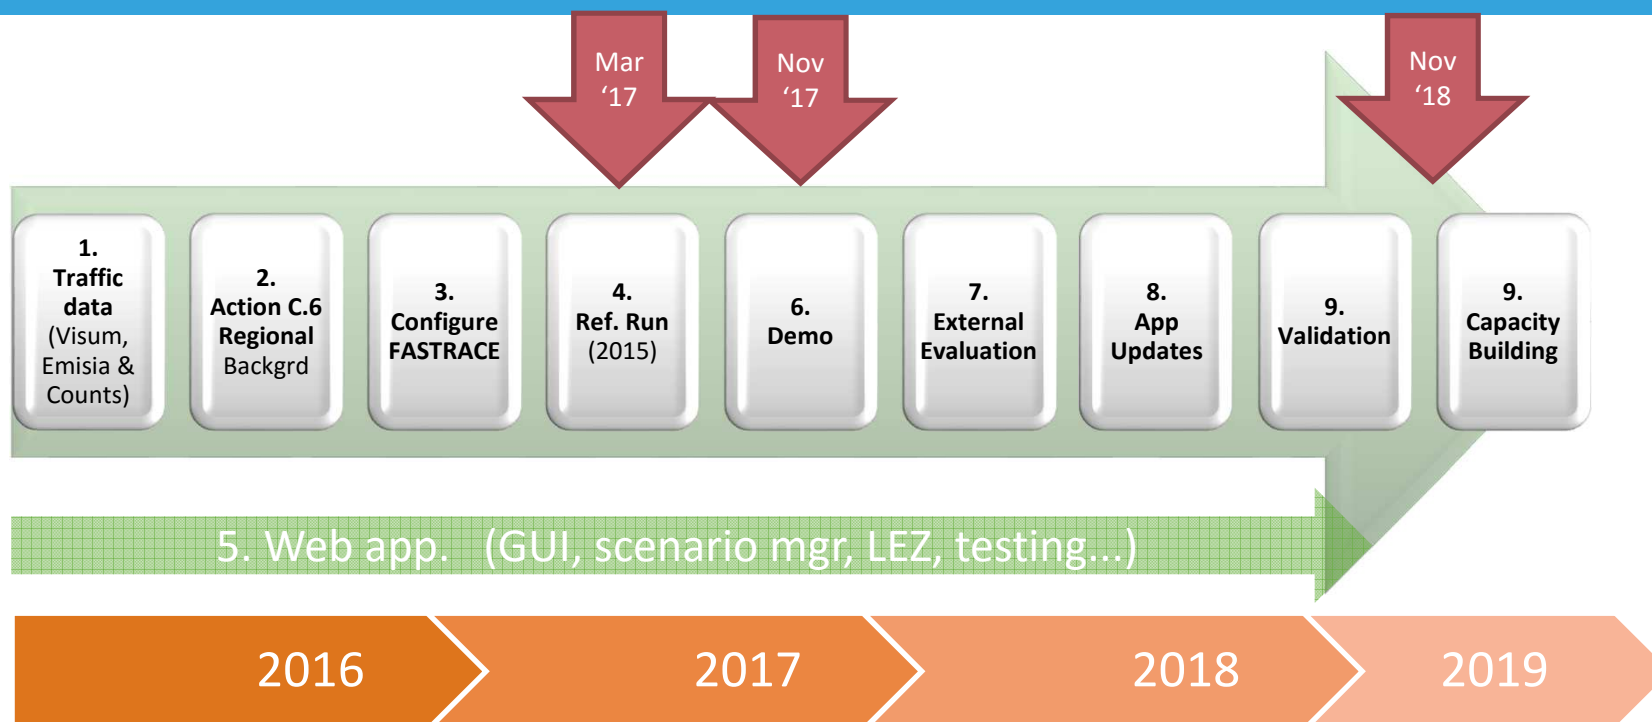 Mar
‘17
Nov
‘17
Nov
‘18
1.
Traffic
data
(Visum,
Emisia &
Counts)
2.
Action C.6
Regional
Backgrd
3.
Configure
FASTRACE
4.
Ref. Run
(2015)
6.
Demo
7.
External
Evaluation
8.
App
Updates
9.
Validation
9.
Capacity
Building
5. Web app. (GUI, scenario mgr, LEZ, testing...)
2016
2017
2018
2019